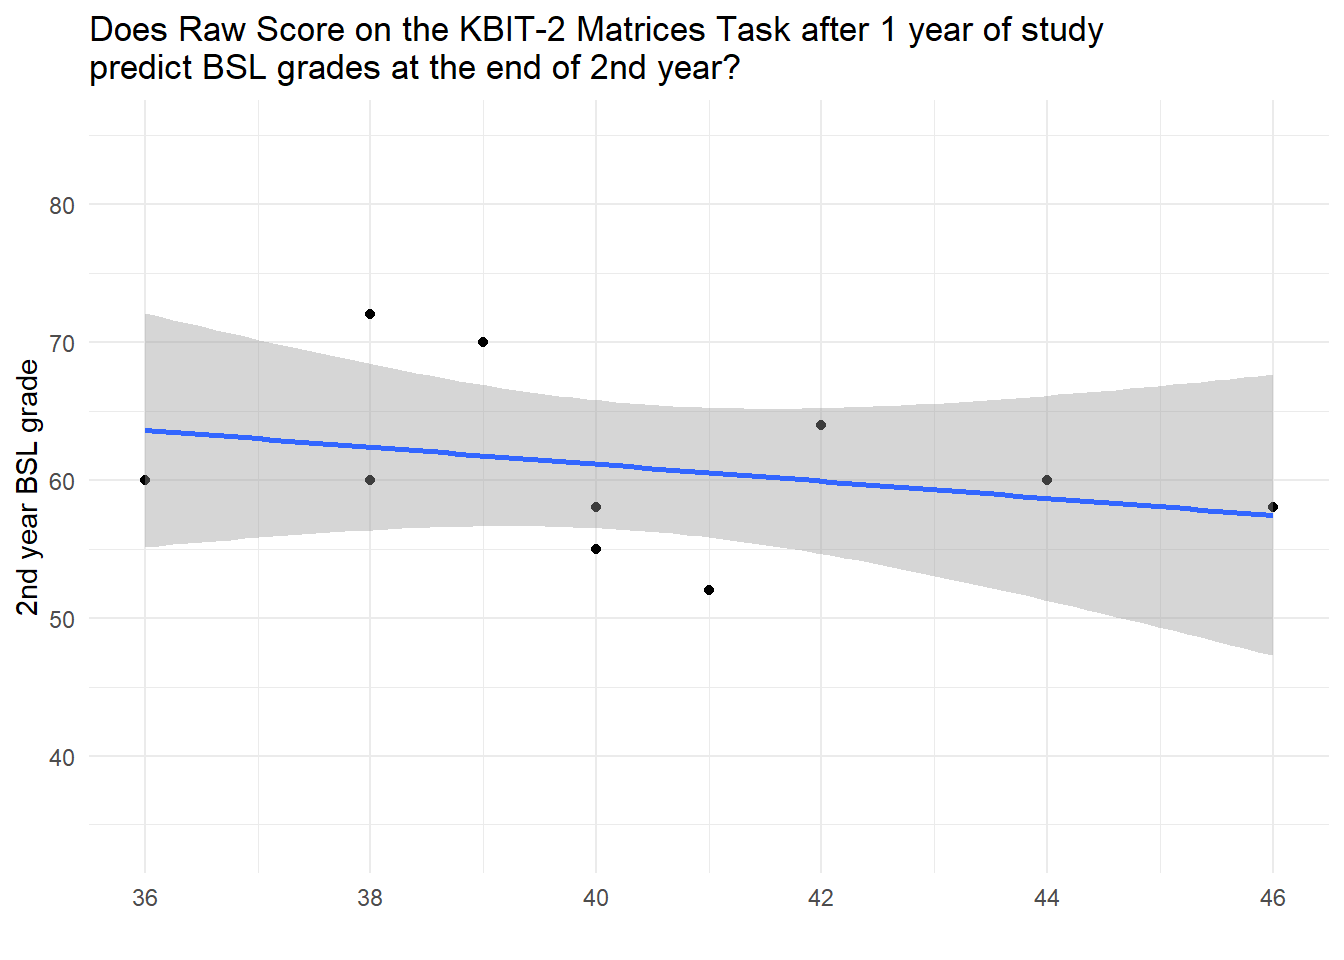 Does Raw Score on the KBIT-2 Matrices Task after 1 year of study
predict BSL grades at the end of 2nd year?
80
70
60
50
40
2nd year BSL grade
36 38 40 42 44 46